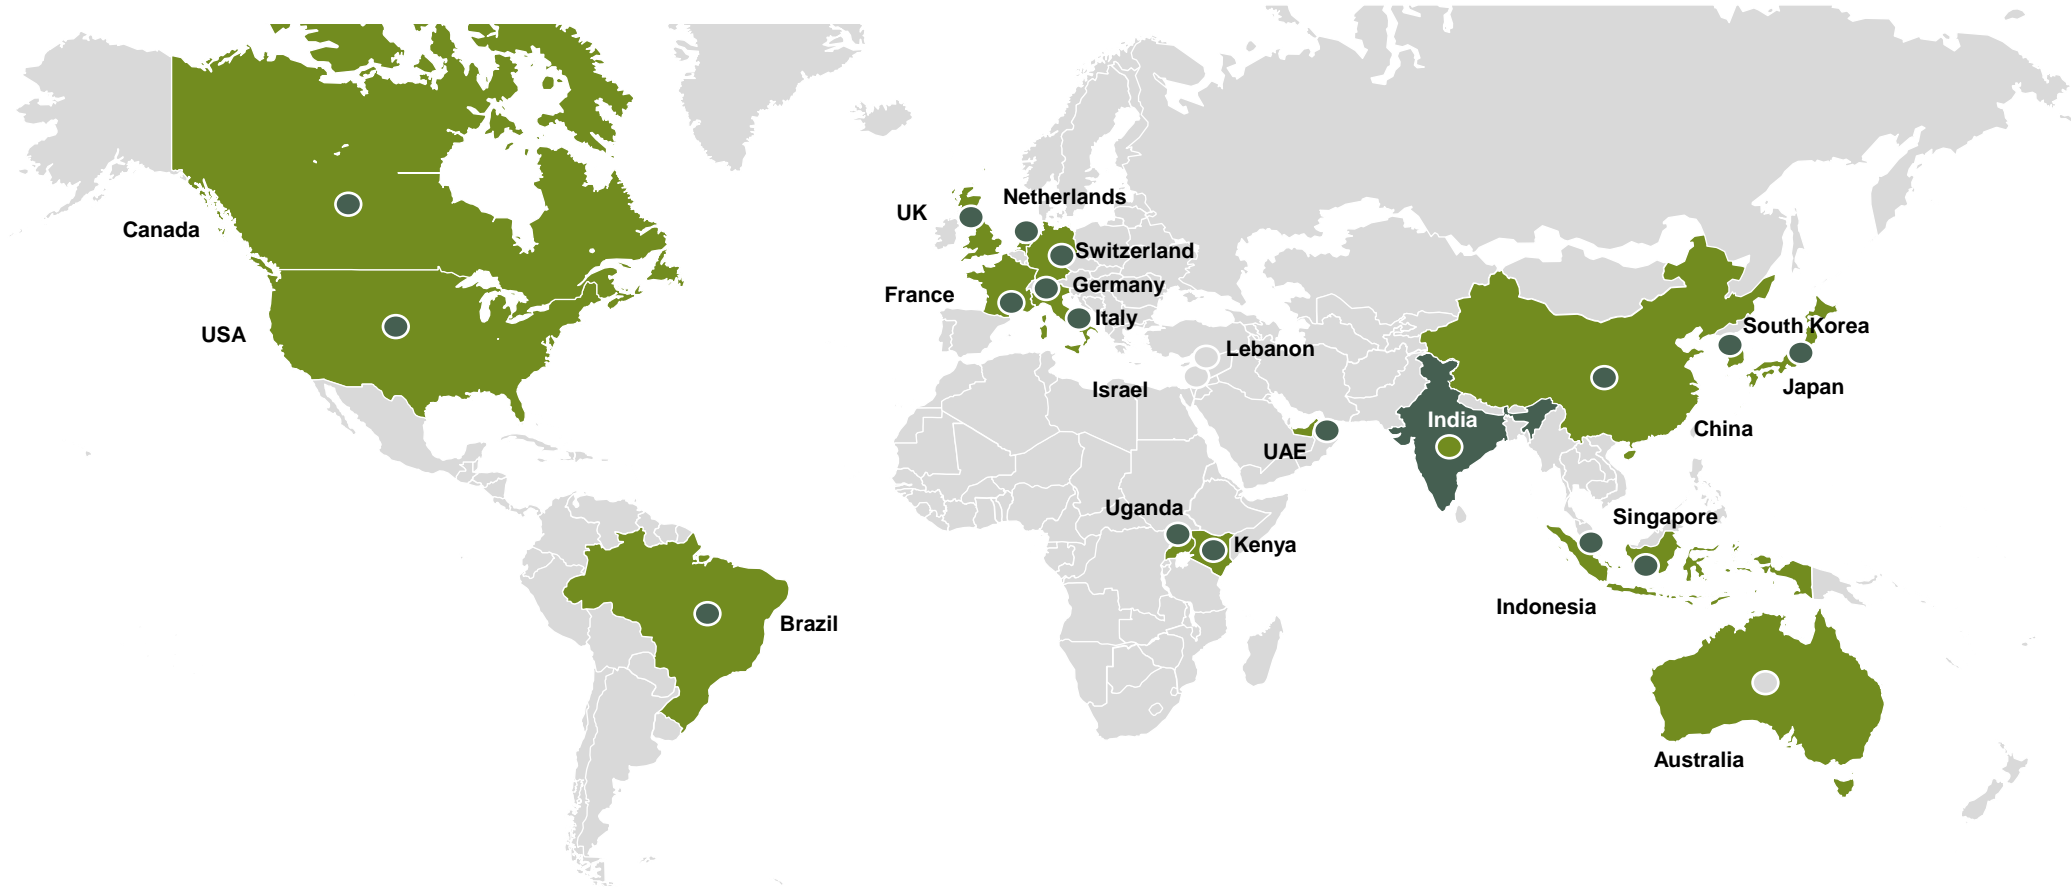 Netherlands
UK
Canada
Switzerland
Germany
France
Italy
USA
South Korea
Lebanon
Israel
Japan
India
China
UAE
Uganda
Singapore
Kenya
Indonesia
Brazil
Australia